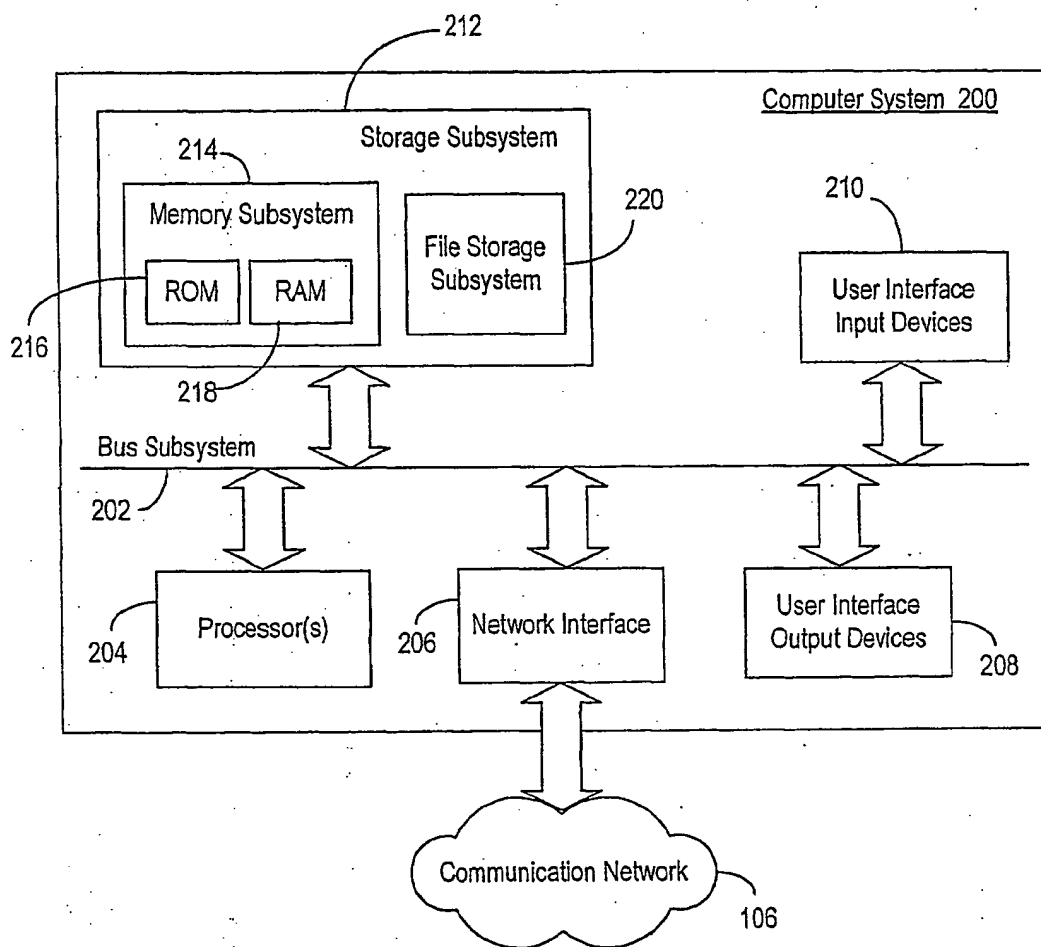 212
Computer System 200
Storage Subsystem
214
Memory Subsystem
ROM
RAM
216
218
File Storage
Subsystem
220
210
User Interface
Input Devices
Bus Subsystem
202
Processor(s)
204
Network Interface
206
User Interface
Output Devices
208
Communication Network
106